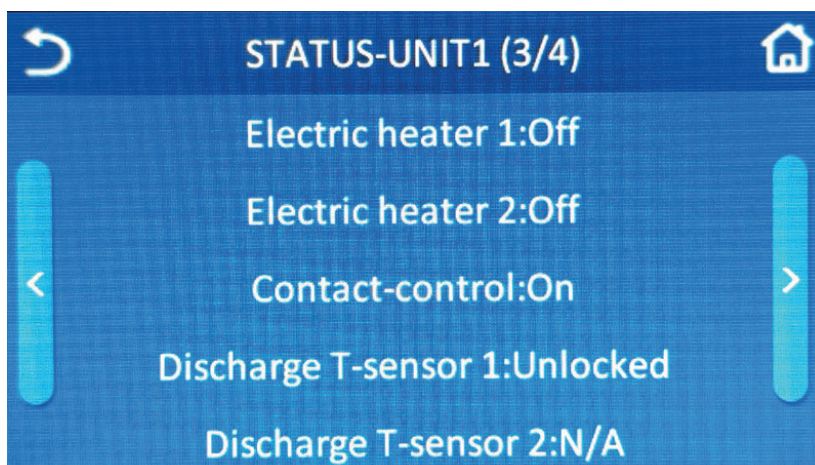 STATUS-UNIT1 (3/4)
Electric heater 1:Off
Electric heater 2:Off
Contact-control:On
Discharge T-sensor 1:Unlocked
Discharge T-sensor 2:N/A